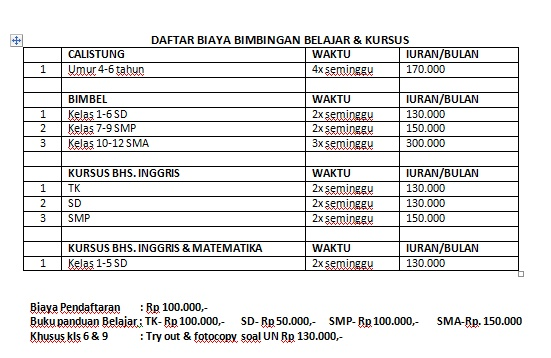 DAFTAR BIAYA BIMBINGAN BELAJAR & KURSUS
CALISTUNG WAKTU IURAN/BULAN
1 Umur 4-6 tahun 4x seminggu 170.000
BIMBEL WAKTU IURAN/BULAN
1 Kelas 1-6 SD 2x seminggu 130.000
2 Kelas 7-9 SMP 2x seminggu 150.000
3 Kelas 10-12 SMA 3x seminggu 300.000
KURSUS BHS. INGGRIS WAKTU IURAN/BULAN
1 TK 2x seminggu 130.000
2 SD 2x seminggu 130.000
3 SMP 2x seminggu 150.000
KURSUS BHS. INGGRIS & MATEMATIKA WAKTU IURAN/BULAN
1 Kelas 1-5 SD 2x seminggu 130.000
Biaya Pendaftaran : Rp 100.000,-
Buku panduan Belajar : TK- Rp 100.000,- SD- Rp 50.000,- SMP- Rp 100.000,- SMA-Rp. 150.000
Khusus kls 6 & 9 : Try out & fotocopy soal UN Rp 130.000,-